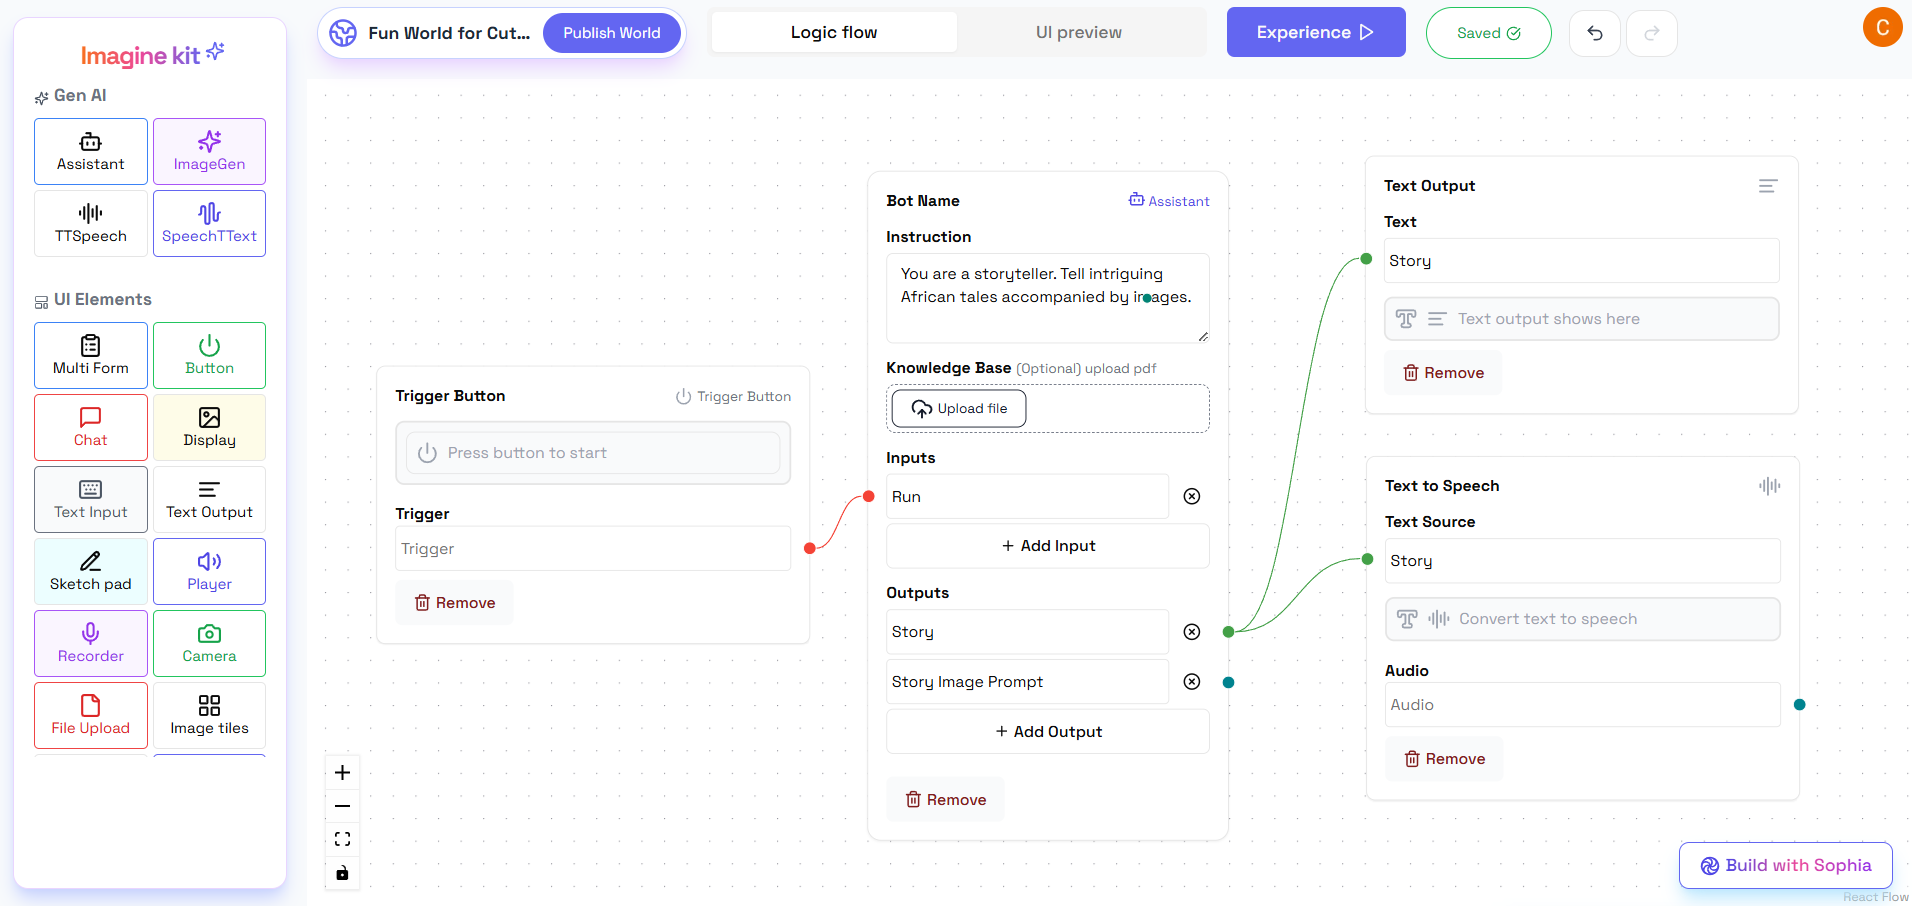 Imagine kit
Gen AI
Assistant
ImageGen
TTSpeech
SpeechTText
UI Elements
Multi Form
Button
Chat
Display
Text Input
Text Output
Sketch pad
Player
Recorder
Camera
File Upload
Image tiles
Fun World for Cut...
Publish World
Logic flow
UI preview
Experience
Saved
C
Trigger Button
Trigger Button
Press button to start
Trigger
Trigger
Remove
Bot Name
Assistant
Instruction
You are a storyteller. Tell intriguing
African tales accompanied by images.
Knowledge Base (Optional) upload pdf
Upload file
Inputs
Run
+ Add Input
Outputs
Story
Story Image Prompt
+ Add Output
Remove
Text Output
Text
Story
Text output shows here
Remove
Text to Speech
Text Source
Story
Convert text to speech
Audio
Audio
Remove
Build with Sophia
React Flow